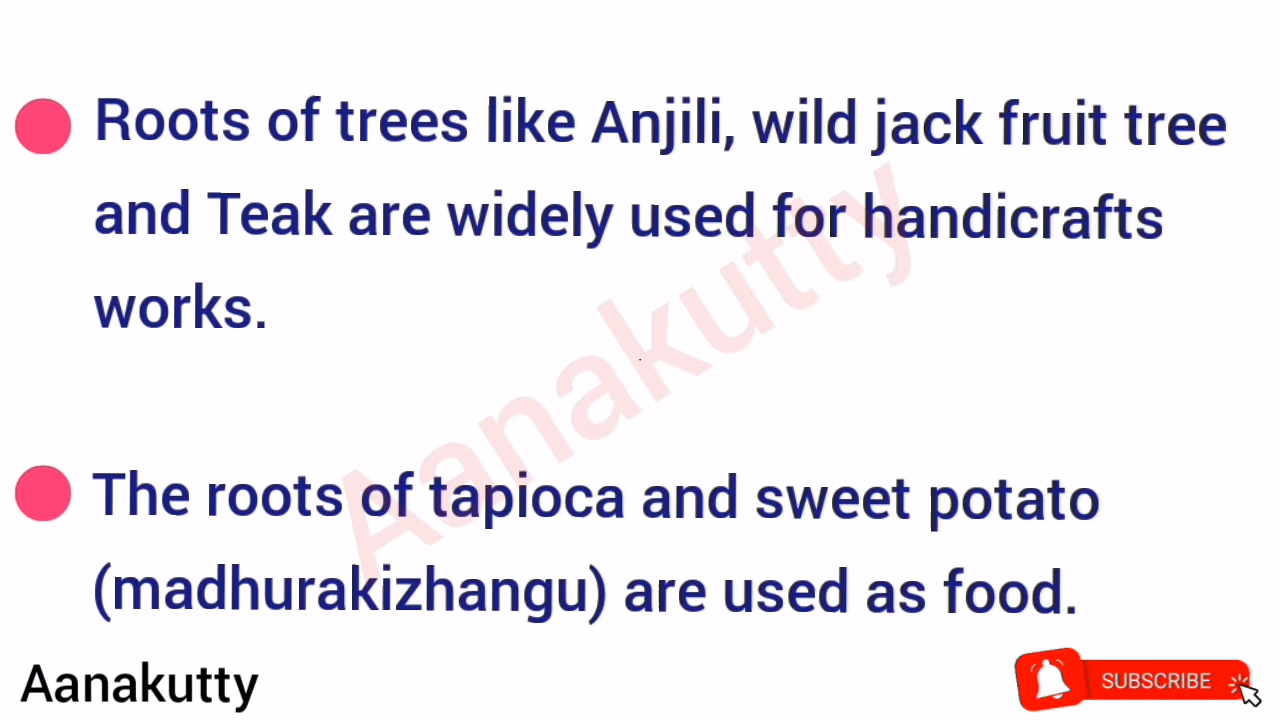 Roots of trees like Anjili, wild jack fruit tree
and Teak are widely used for handicrafts
works.
Aanakutty
The roots of tapioca and sweet potato
(madhurakizhangu) are used as food.
Aanakutty
SUBSCRIBE